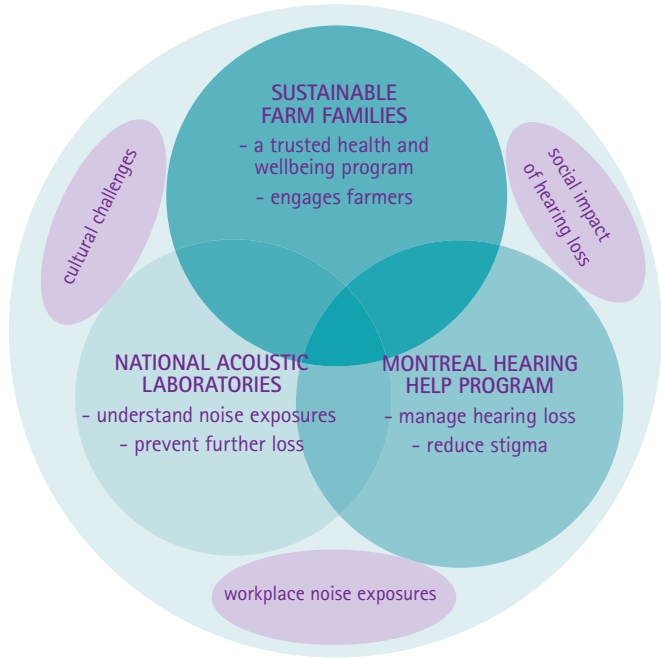 SUSTAINABLE
FARM FAMILIES
- a trusted health and
wellbeing program
- engages farmers
cultural challenges
social impact
of hearing loss
NATIONAL ACOUSTIC
LABORATORIES
- understand noise exposures
- prevent further loss
MONTREAL HEARING
HELP PROGRAM
- manage hearing loss
- reduce stigma
workplace noise exposures